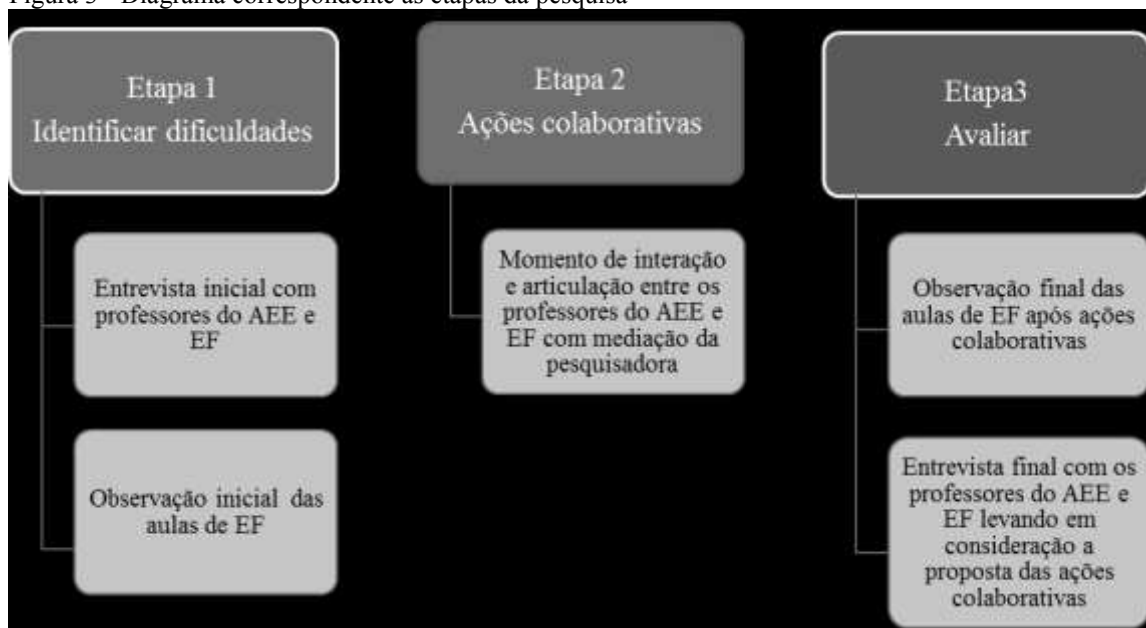 Figura 3 - Diagrama correspondente às etapas da pesquisa
Etapa 1
Identificar dificuldades
Entrevista inicial com
professores do AEE e
EF
Observação inicial das
aulas de EF
Etapa 2
Ações colaborativas
Momento de interação
e articulação entre os
professores do AEE e
EF com mediação da
pesquisadora
Etapa3
Avaliar
Observação final das
aulas de EF após ações
colaborativas
Entrevista final com os
professores do AEE e
EF levando em
consideração a
proposta das ações
colaborativas